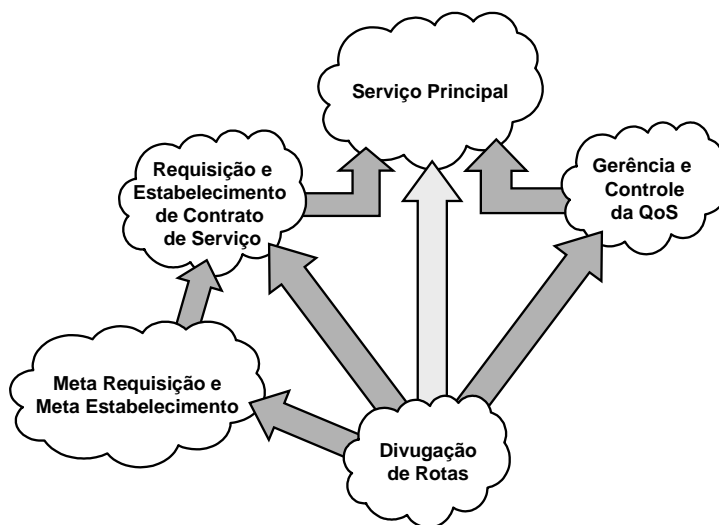 Serviço Principal
Requisição e
Estabelecimento
de Contrato
de Serviço
Gerência e
Controle
da QoS
Meta Requisição e
Meta Estabelecimento
Divugação
de Rotas